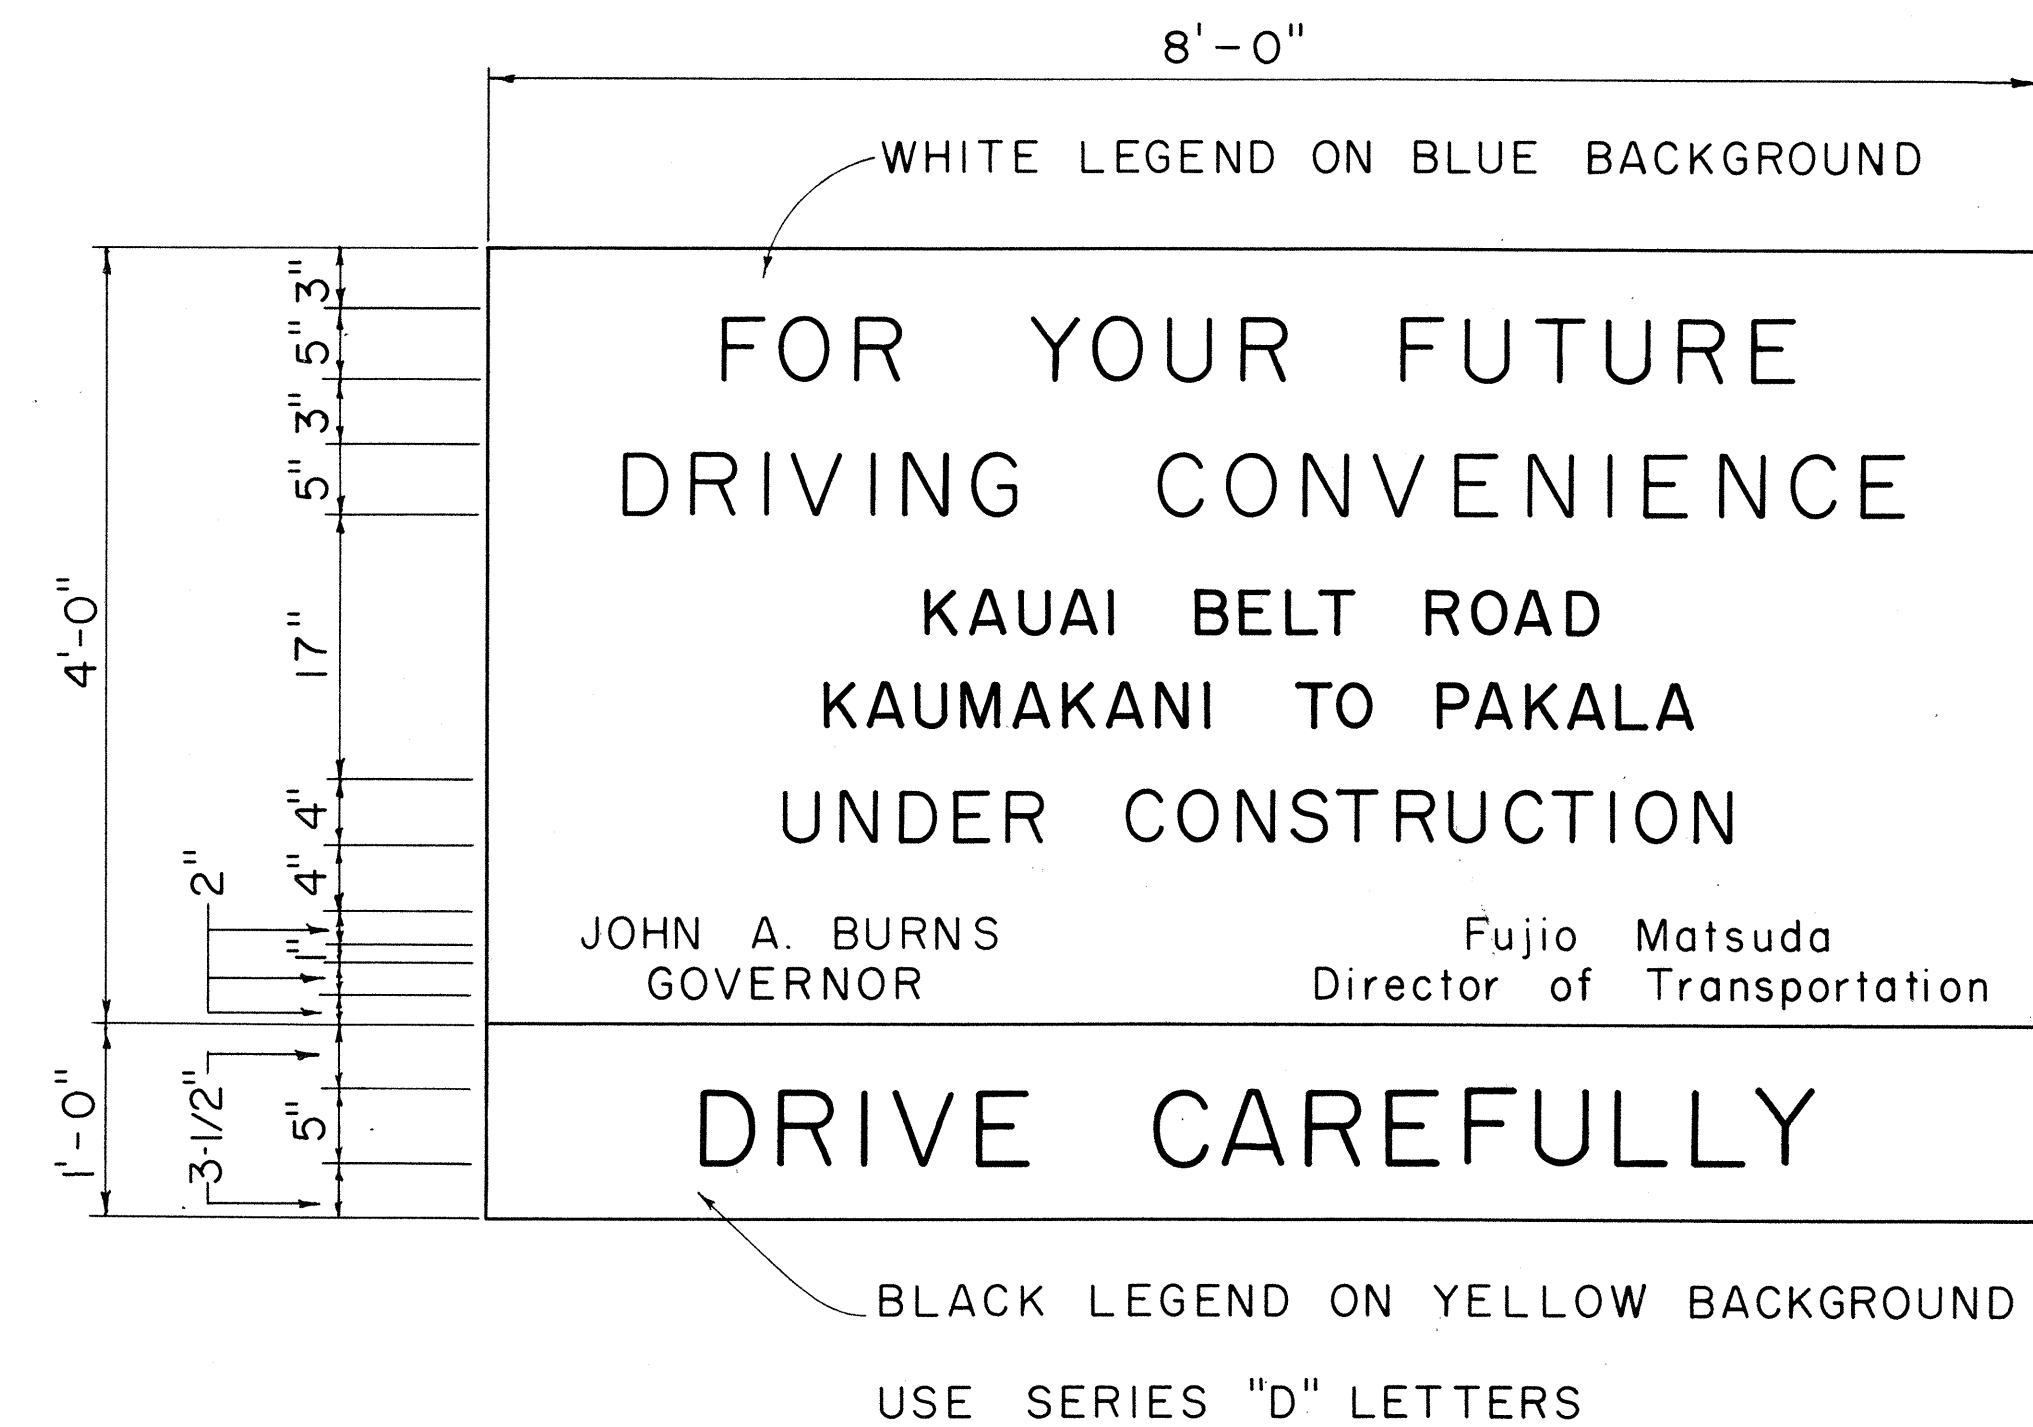 8'-0"
WHITE LEGEND ON BLUE BACKGROUND
3"
5"
3"
5"
17"
4'-0"
4"
4"
2"
1"
FOR YOUR FUTURE
DRIVING CONVENIENCE
KAUAI BELT ROAD
KAUMAKANI TO PAKALA
UNDER CONSTRUCTION
JOHN A. BURNS
GOVERNOR
Fujio Matsuda
Director of Transportation
1'-0"
3-1/2"
5"
DRIVE CAREFULLY
BLACK LEGEND ON YELLOW BACKGROUND
USE SERIES "D" LETTERS